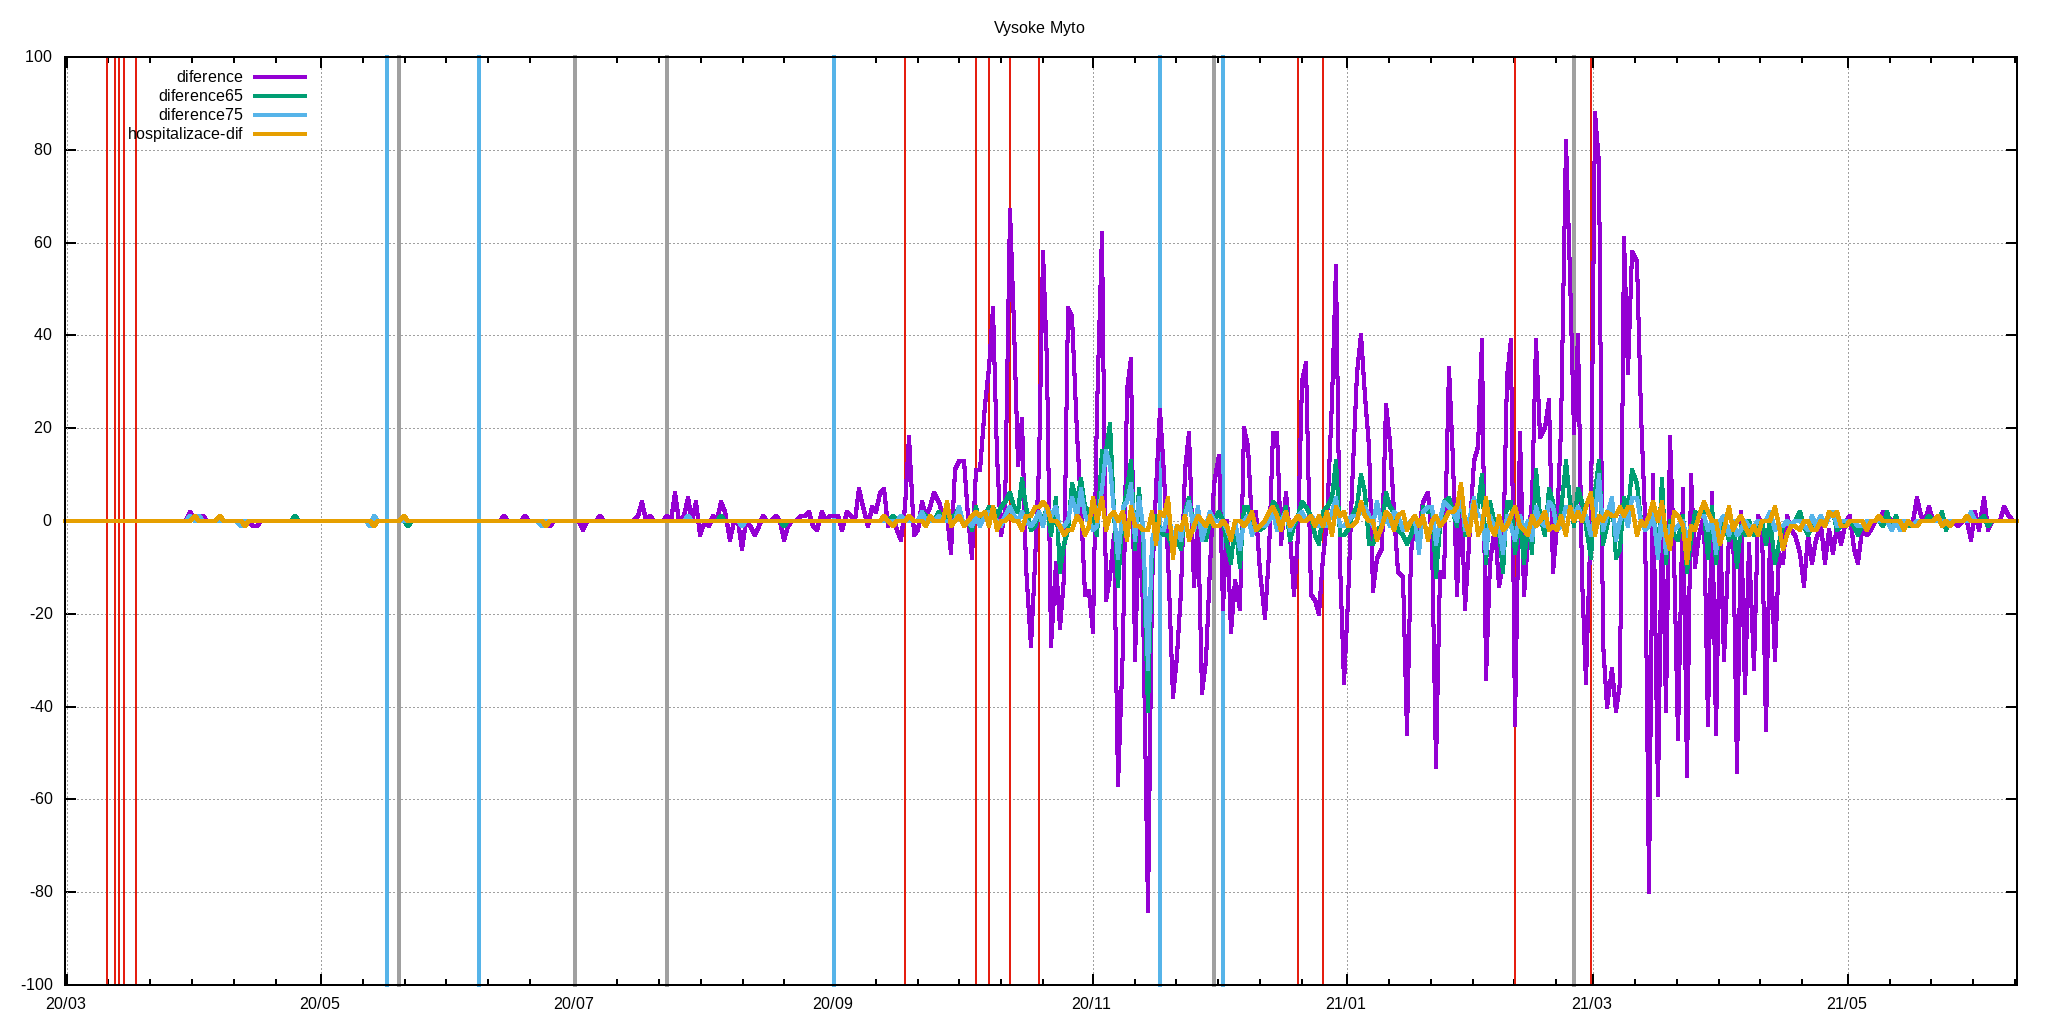 Vysoke Myto
100
80
60
40
20
0
-20
-40
-60
-80
-100
diference
diference65
diference75
hospitalizace-dif
20/03 20/05 20/07 20/09 20/11 21/01 21/03 21/05